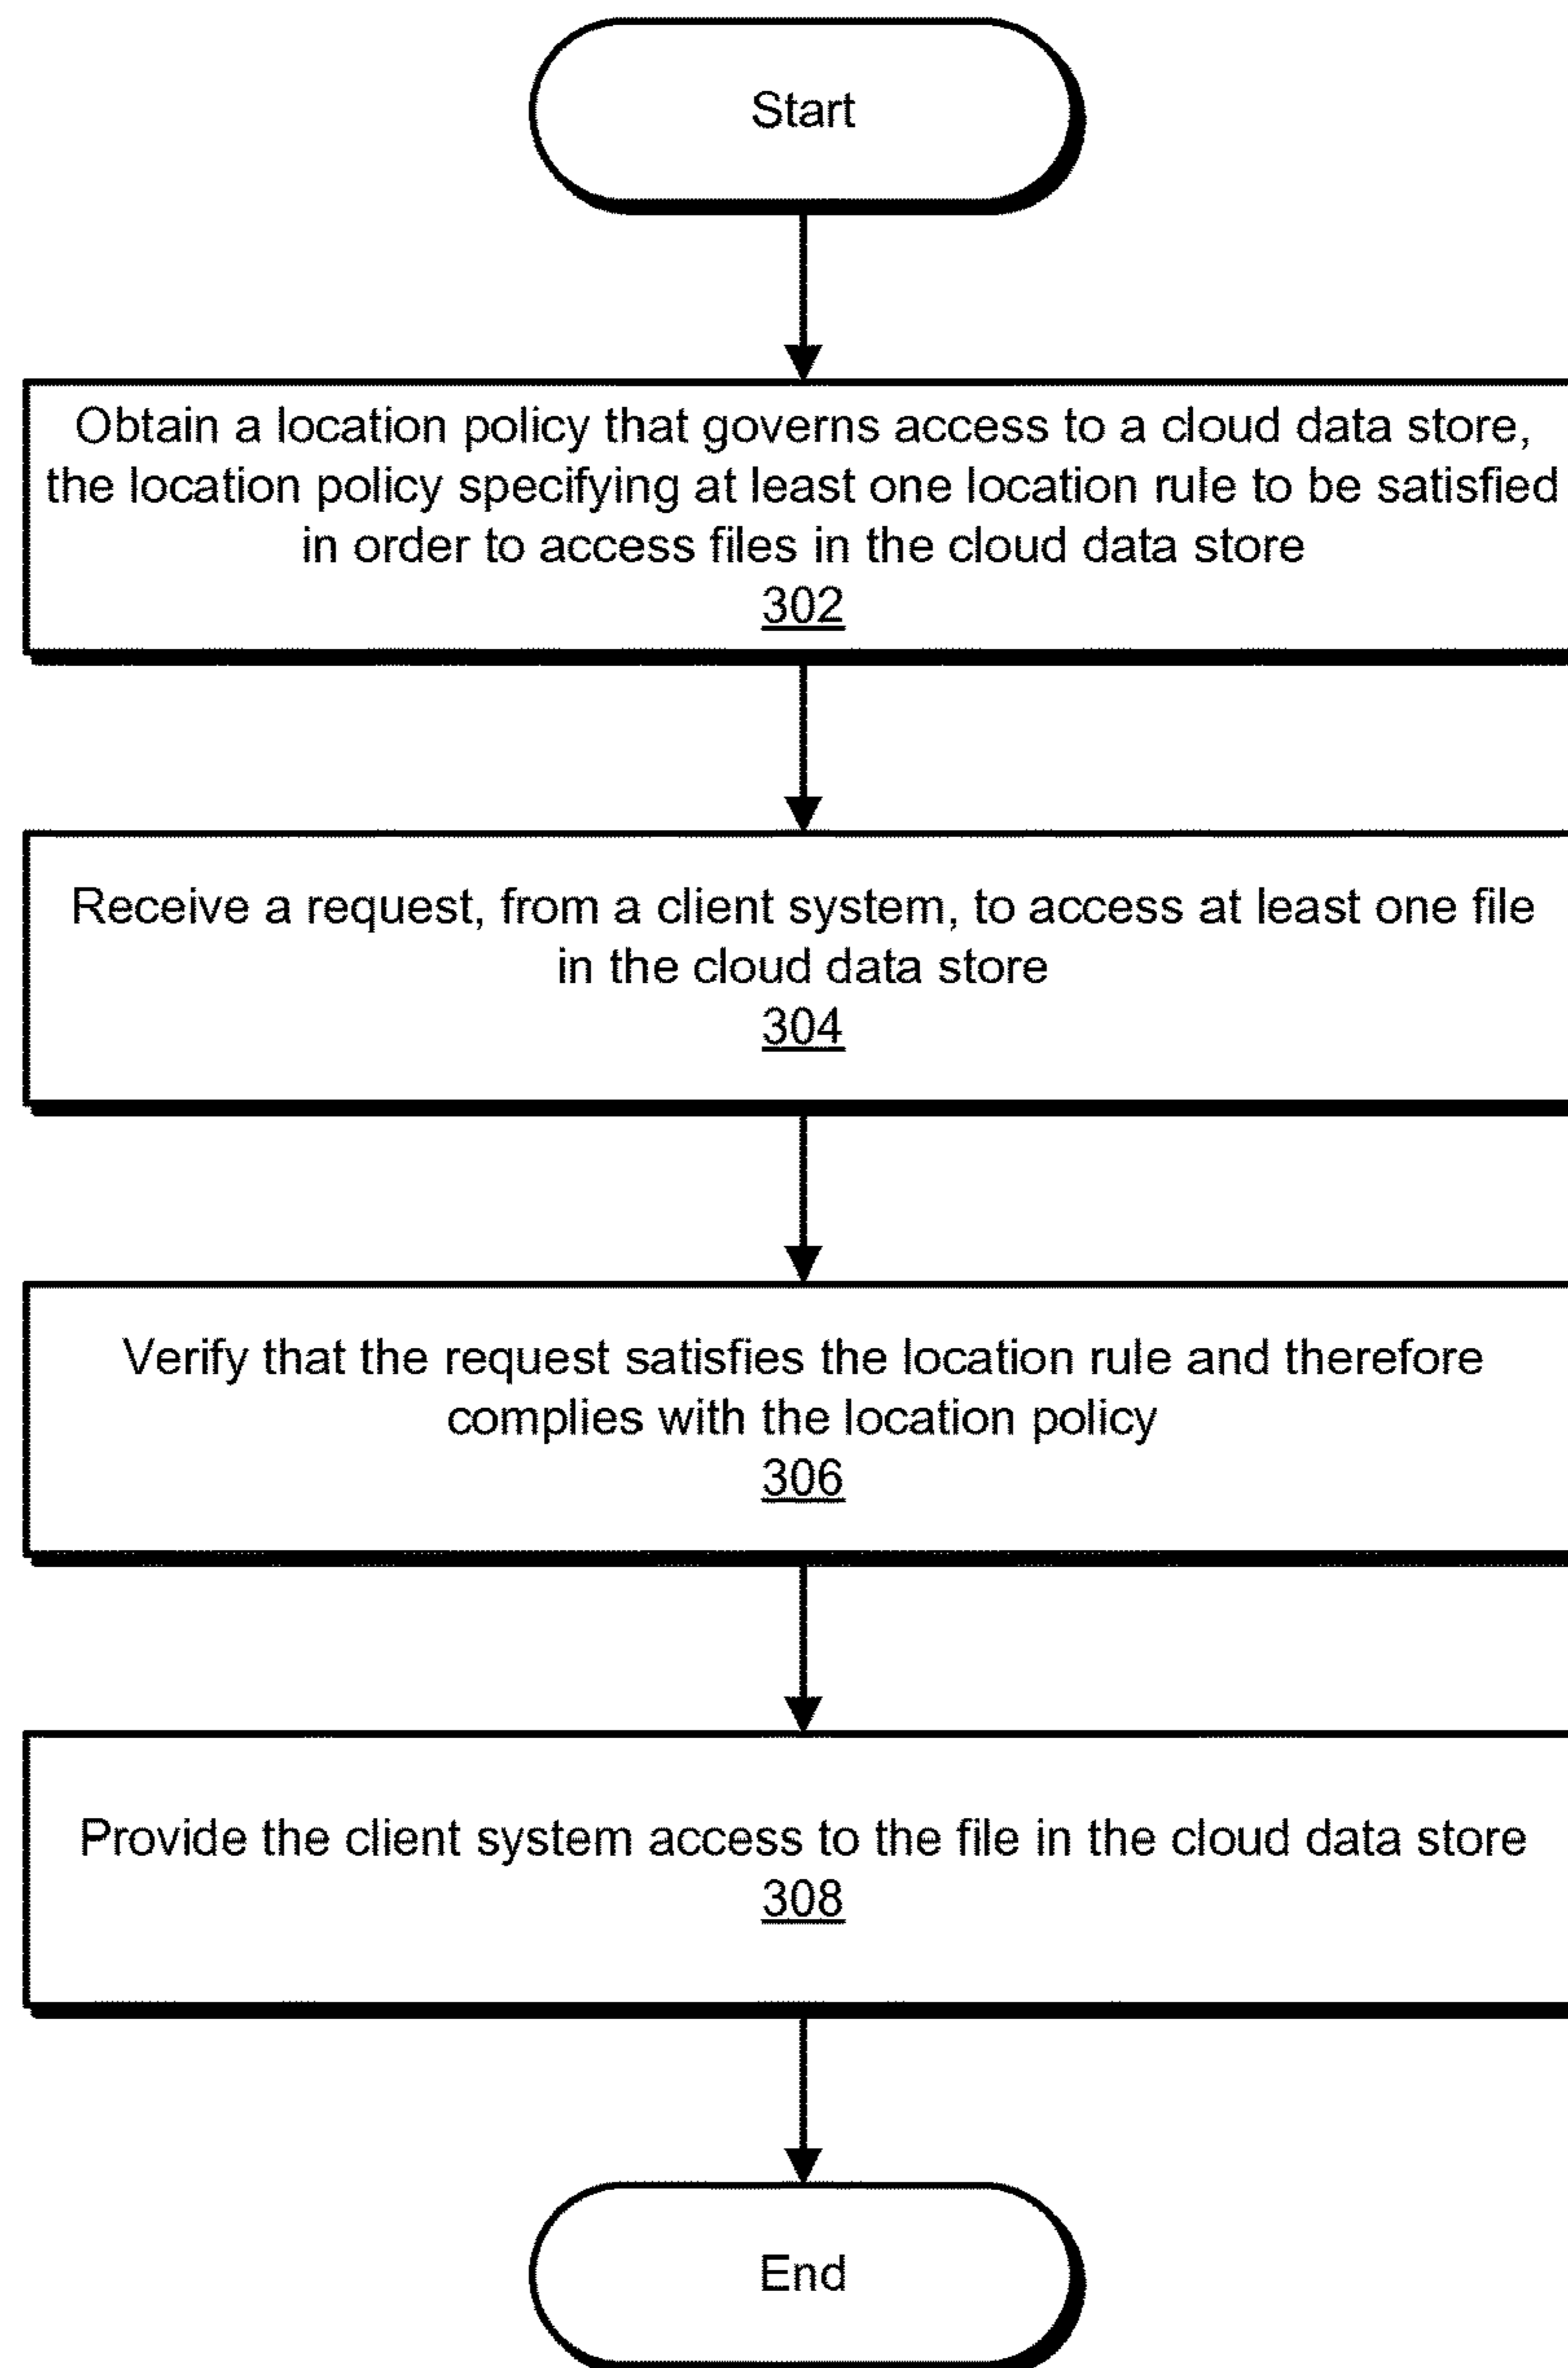 Start
Obtain a location policy that governs access to a cloud data store,
the location policy specifying at least one location rule to be satisfied
in order to access files in the cloud data store
302
Receive a request, from a client system, to access at least one file
in the cloud data store
304
Verify that the request satisfies the location rule and therefore
complies with the location policy
306
Provide the client system access to the file in the cloud data store
308
End